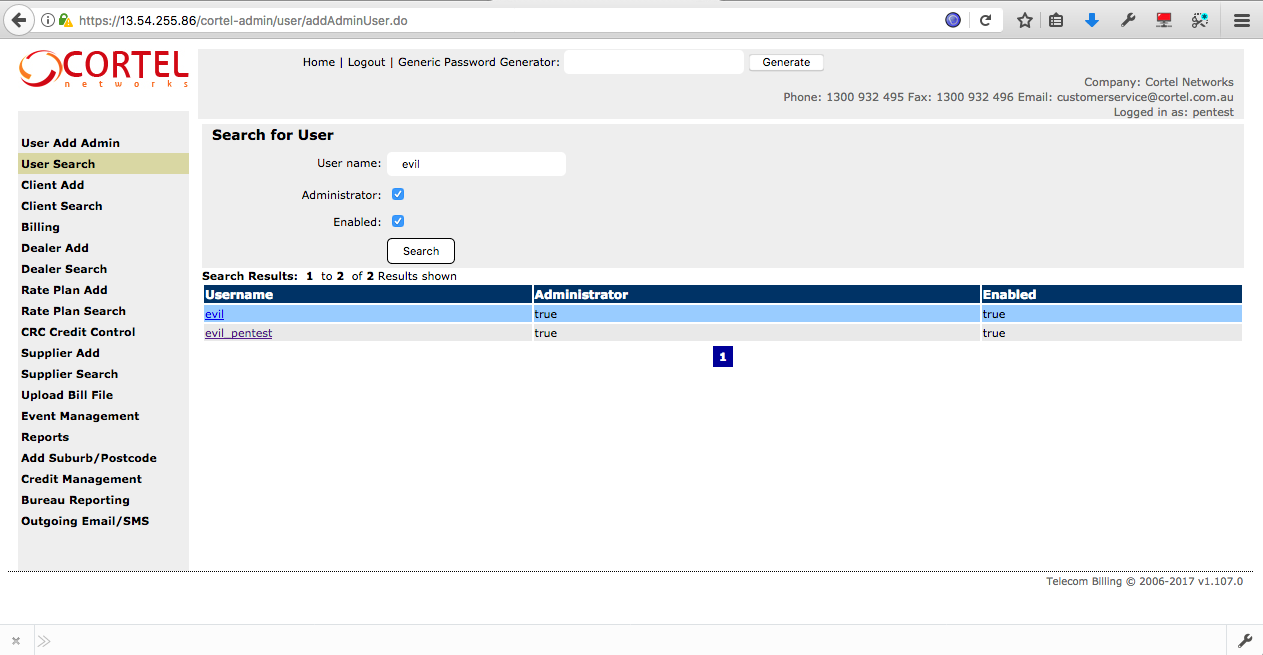 https://13.54.255.86/cortel-admin/user/addAdminUser.do
CORTEL
networks
Home | Logout | Generic Password Generator: Generate
Company: Cortel Networks
Phone: 1300 932 495 Fax: 1300 932 496 Email: customerservice@cortel.com.au
Logged in as: pentest
User Add Admin
User Search
Client Add
Client Search
Billing
Dealer Add
Dealer Search
Rate Plan Add
Rate Plan Search
CRC Credit Control
Supplier Add
Supplier Search
Upload Bill File
Event Management
Reports
Add Suburb/Postcode
Credit Management
Bureau Reporting
Outgoing Email/SMS
Search for User
User name: evil
Administrator:
Enabled:
Search
Search Results: 1 to 2 of 2 Results shown
Username Administrator Enabled
evil true true
evil_pentest true true
1
Telecom Billing © 2006-2017 v1.107.0